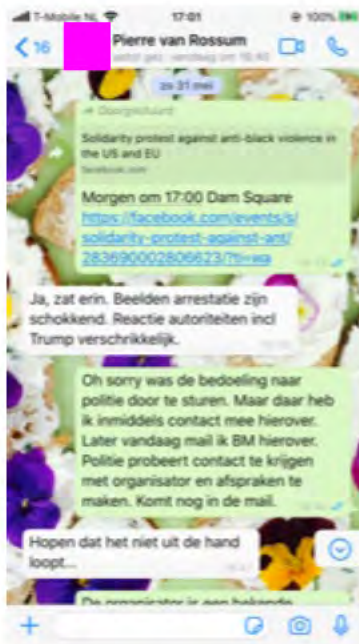 T-Mobile NL 17:01 100%
16 Pierre van Rossum
zo 31 mei
Doorgestuurd
Solidarity protest against anti-black violence in
the US and EU
facebook.com
Morgen om 17:00 Dam Square
https://facebook.com/events/s/
solidarity-protest-against-ant/
283690002806623/?ti=wa
Ja, zat erin. Beelden arrestatie zijn
schokkend. Reactie autoriteiten incl
Trump verschrikkelijk.
Oh sorry was de bedoeling naar
politie door te sturen. Maar daar heb
ik inmiddels contact mee hierover.
Later vandaag mail ik BM hierover.
Politie probeert contact te krijgen
met organisator en afspraken te
maken. Komt nog in de mail.
Hopen dat het niet uit de hand
loopt...
De organisator is een bekende